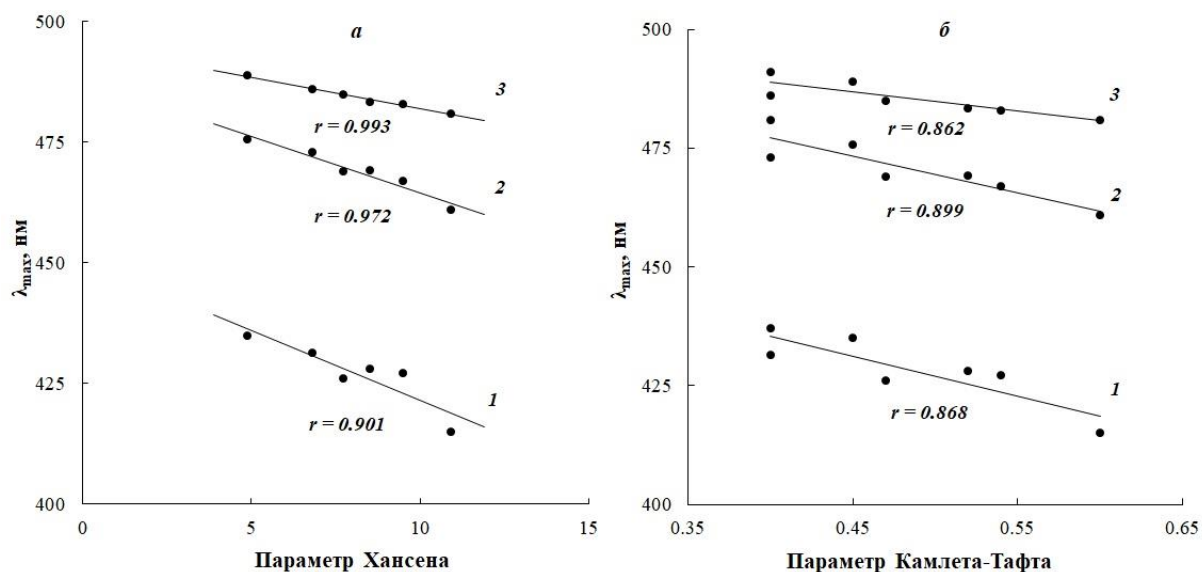 а
500
475
450
425
400
0
5
10
15
λmax, нм
Параметр Хансена
3
r = 0.993
2
r = 0.972
1
r = 0.901
б
500
475
450
425
400
0.35
0.45
0.55
0.65
λmax, нм
Параметр Камлета-Тафта
3
r = 0.862
2
r = 0.899
1
r = 0.868